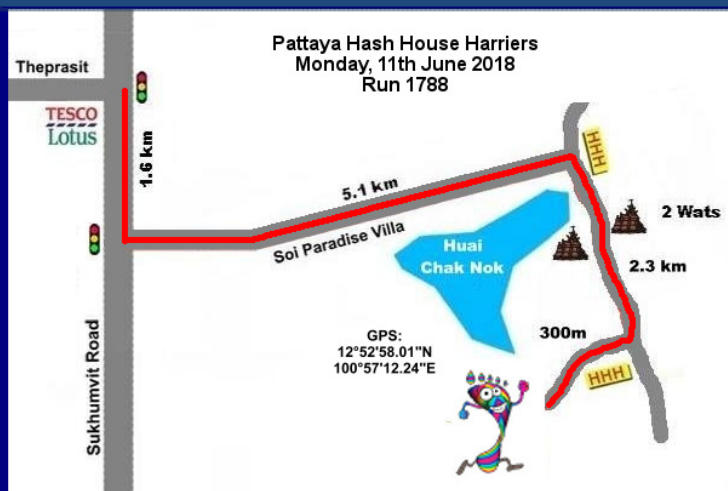 Pattaya Hash House Harriers
Monday, 11th June 2018
Run 1788
Theprasit
TESCO
Lotus
1.6 km
HHH
5.1 km
Soi Paradise Villa
2 Wats
Huai
Chak Nok
2.3 km
GPS:
12°52'58.01"N
100°57'12.24"E
300m
HHH
Sukhumvit Road